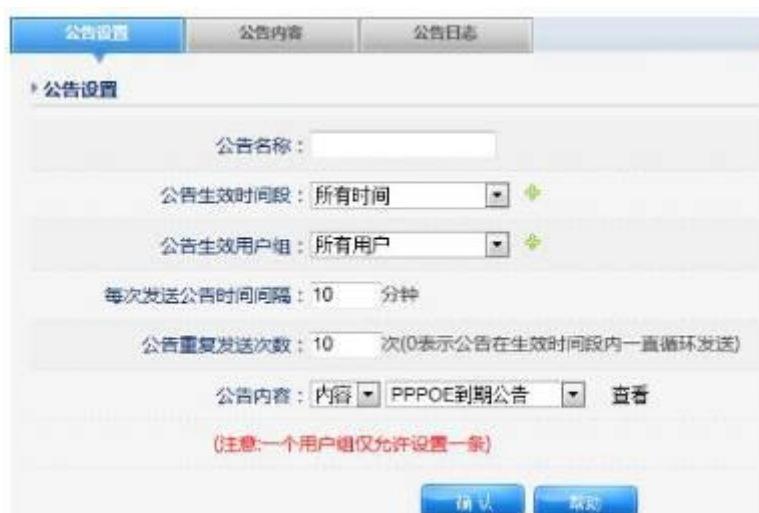 公告设置 公告内容 公告日志
公告设置
公告名称：
公告生效时间段：所有时间
公告生效用户组：所有用户
每次发送公告时间间隔：10 分钟
公告重复发送次数：10 次(0表示公告在生效时间段内一直循环发送)
公告内容：内容 PPPOE到期公告 查看
(注意:一个用户组仅允许设置一条)
确认 帮助